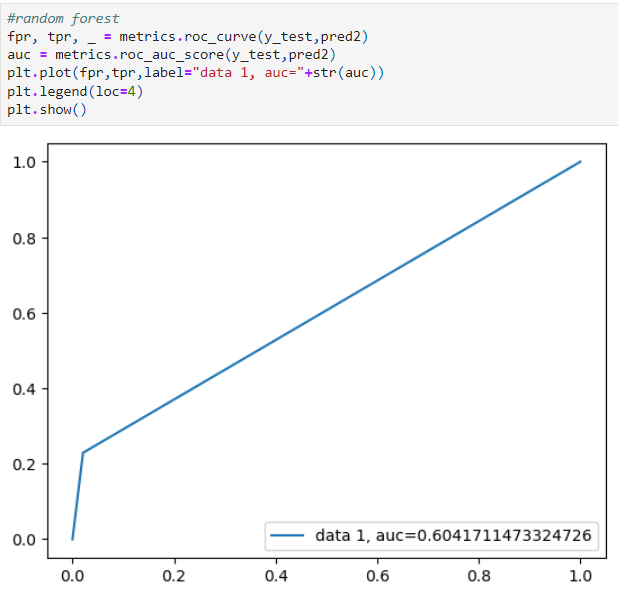 #random forest
fpr, tpr, _ = metrics.roc_curve(y_test,pred2)
auc = metrics.roc_auc_score(y_test,pred2)
plt.plot(fpr,tpr,label="data 1, auc="+str(auc))
plt.legend(loc=4)
plt.show()
1.0
0.8
0.6
0.4
0.2
0.0
data 1, auc=0.6041711473324726
0.0 0.2 0.4 0.6 0.8 1.0